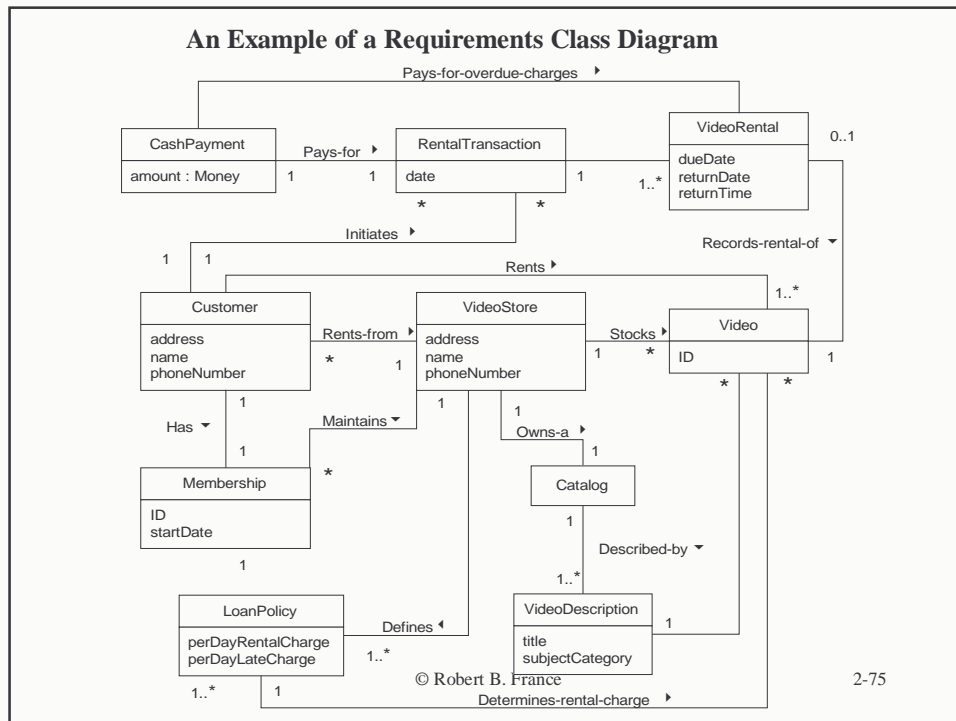 An Example of a Requirements Class Diagram
Pays-for-overdue-charges
CashPayment
amount : Money
Pays-for
1
1
RentalTransaction
date
1
1..*
VideoRental
dueDate
returnDate
returnTime
0..1
*
*
Initiates
1
1
Records-rental-of
Rents
1..*
Customer
address
name
phoneNumber
Rents-from
*
1
VideoStore
address
name
phoneNumber
Stocks
1
*
Video
ID
1
*
*
1
Has
1
Maintains
1
*
1
Owns-a
1
Membership
ID
startDate
1
Catalog
1
Described-by
1..*
LoanPolicy
perDayRentalCharge
perDayLateCharge
Defines
1..*
VideoDescription
title
subjectCategory
1
1..*
1
© Robert B. France
2-75
Determines-rental-charge